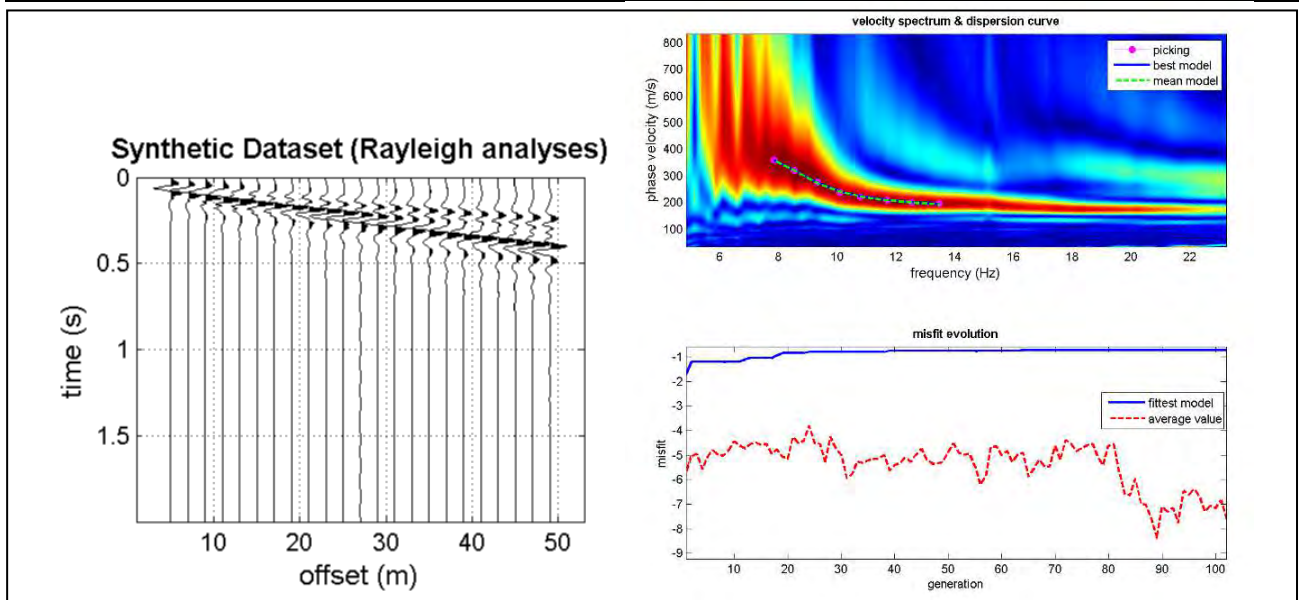 Synthetic Dataset (Rayleigh analyses)
0
0.5
1
1.5
time (s)
10 20 30 40 50
offset (m)
velocity spectrum & dispersion curve
800
700
600
500
400
300
200
100
phase velocity (m/s)
picking
best model
mean model
6 8 10 12 14 16 18 20 22
frequency (Hz)
misfit evolution
-1
-2
-3
-4
-5
-6
-7
-8
-9
misfit
fittest model
average value
10 20 30 40 50 60 70 80 90 100
generation